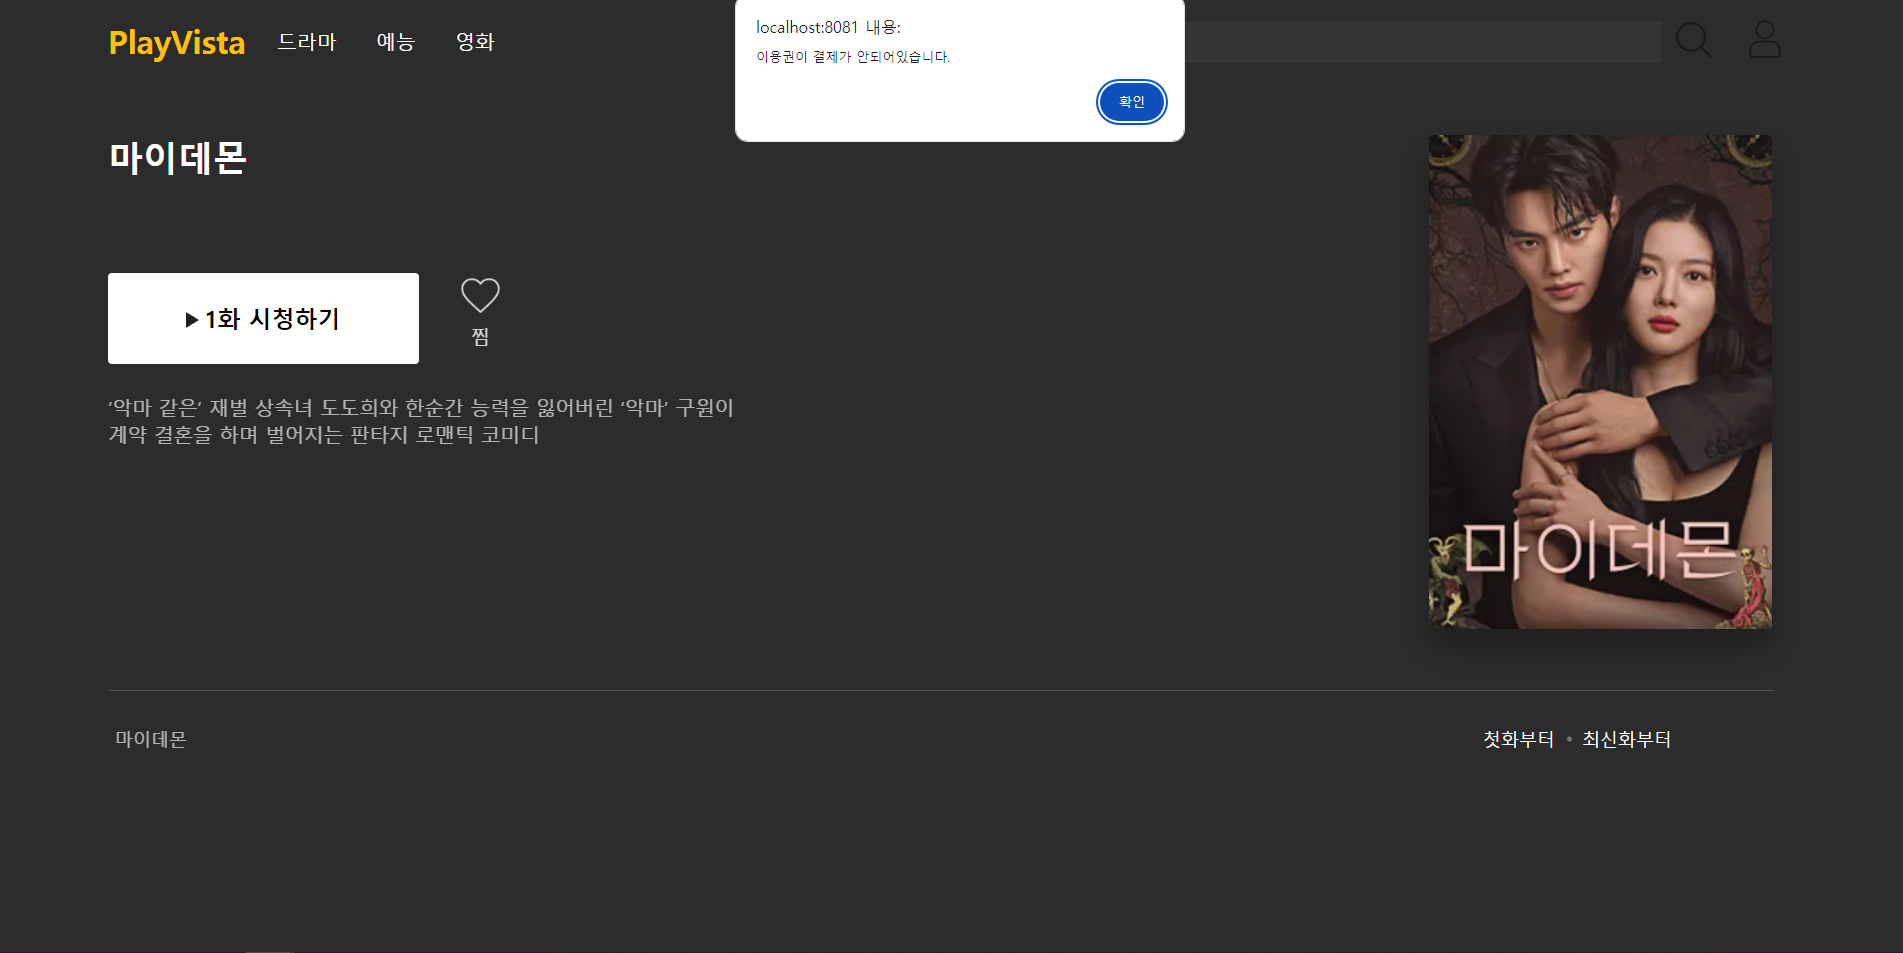 PlayVista 드라마 예능 영화
localhost:8081 내용:
이용권이 결제가 안되어있습니다.
확인
마이데몬
▶ 1화 시청하기
찜
‘악마 같은’ 재벌 상속녀 도도희와 한순간 능력을 잃어버린 ‘악마’ 구원이
계약 결혼을 하며 벌어지는 판타지 로맨틱 코미디
마이데몬
마이데몬
첫화부터 • 최신화부터